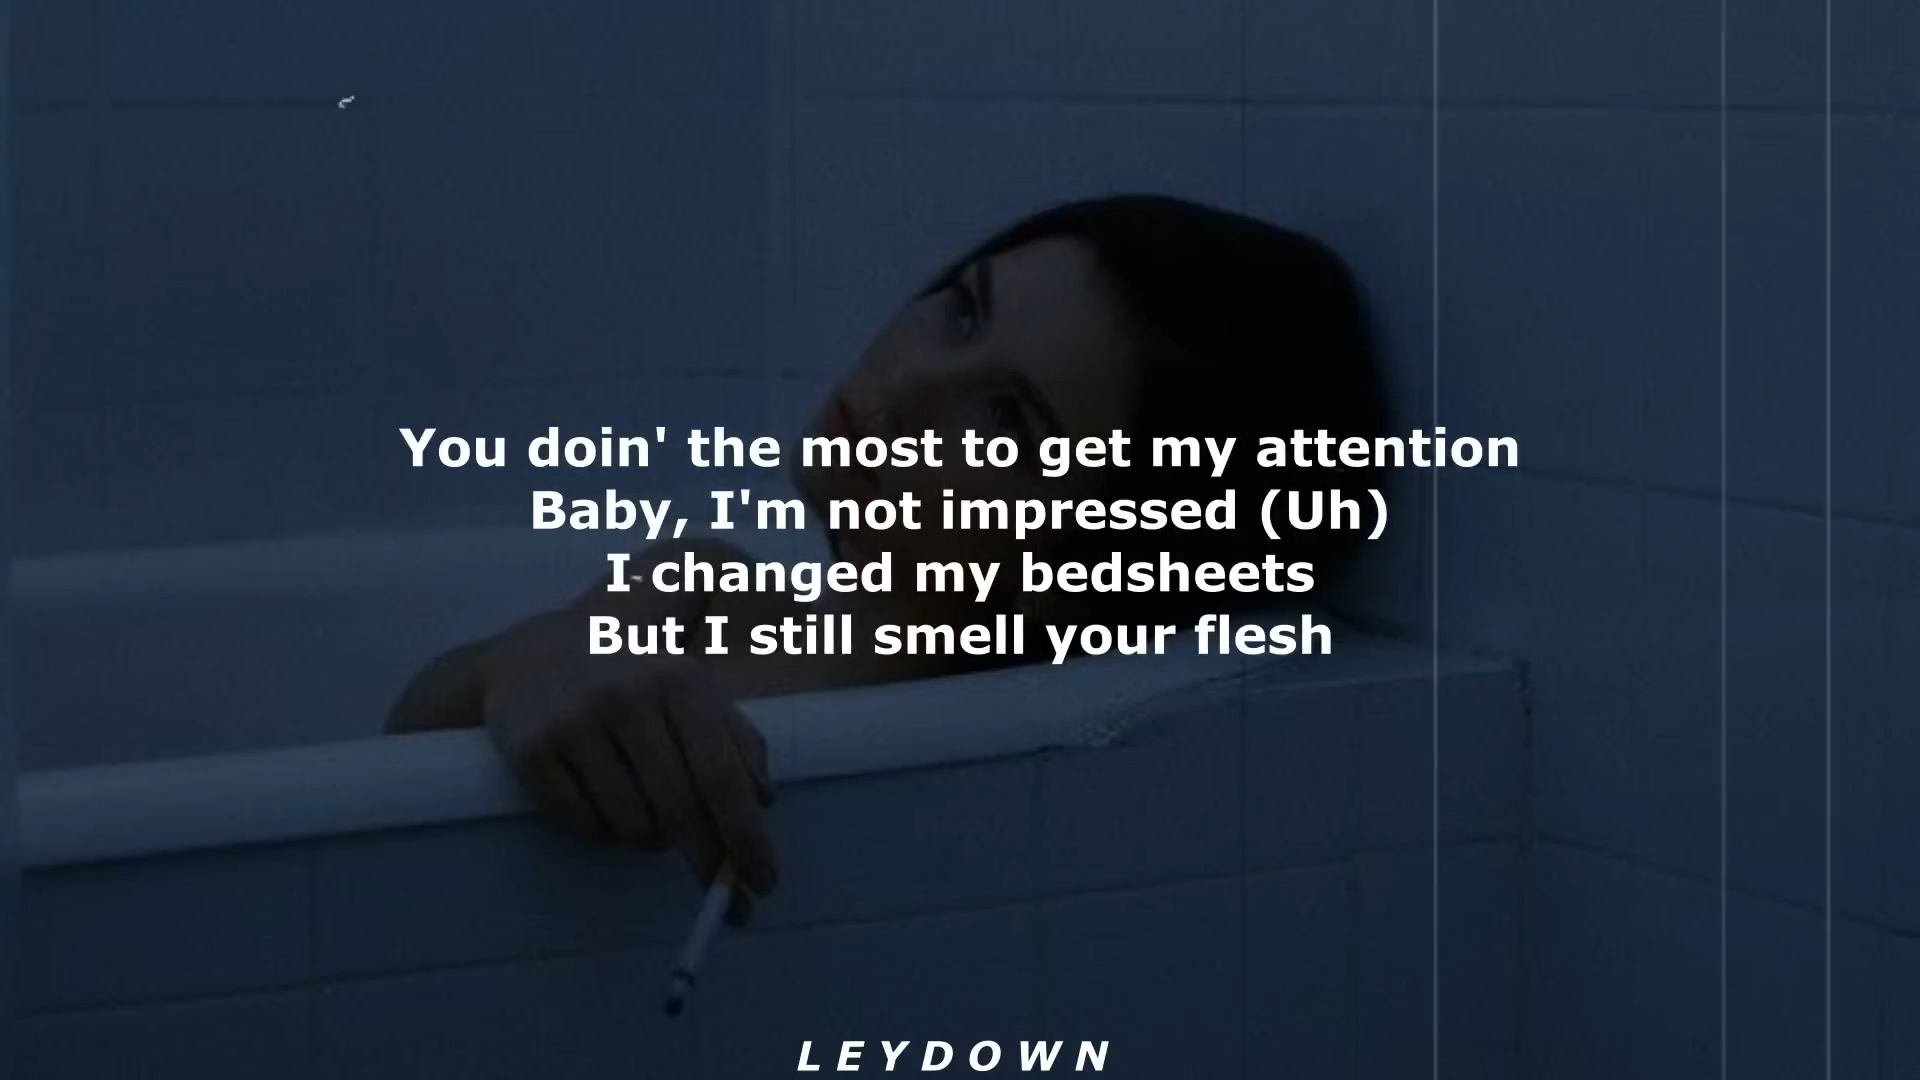 You doin' the most to get my attention
Baby, I'm not impressed (Uh)
I changed my bedsheets
But I still smell your flesh
LEYDOWN